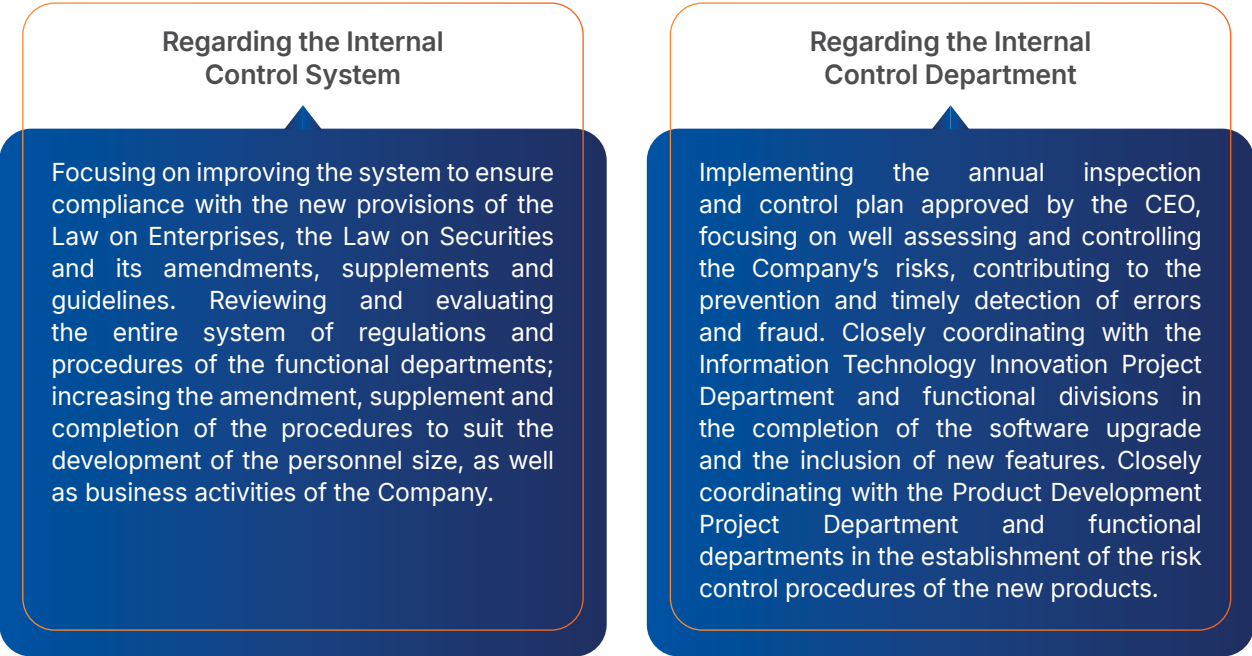 Regarding the Internal
Control System
Focusing on improving the system to ensure
compliance with the new provisions of the
Law on Enterprises, the Law on Securities
and its amendments, supplements and
guidelines. Reviewing and evaluating
the entire system of regulations and
procedures of the functional departments;
increasing the amendment, supplement and
completion of the procedures to suit the
development of the personnel size, as well
as business activities of the Company.
Regarding the Internal
Control Department
Implementing the annual inspection
and control plan approved by the CEO,
focusing on well assessing and controlling
the Company’s risks, contributing to the
prevention and timely detection of errors
and fraud. Closely coordinating with the
Information Technology Innovation Project
Department and functional divisions in
the completion of the software upgrade
and the inclusion of new features. Closely
coordinating with the Product Development
Project Department and functional
departments in the establishment of the risk
control procedures of the new products.